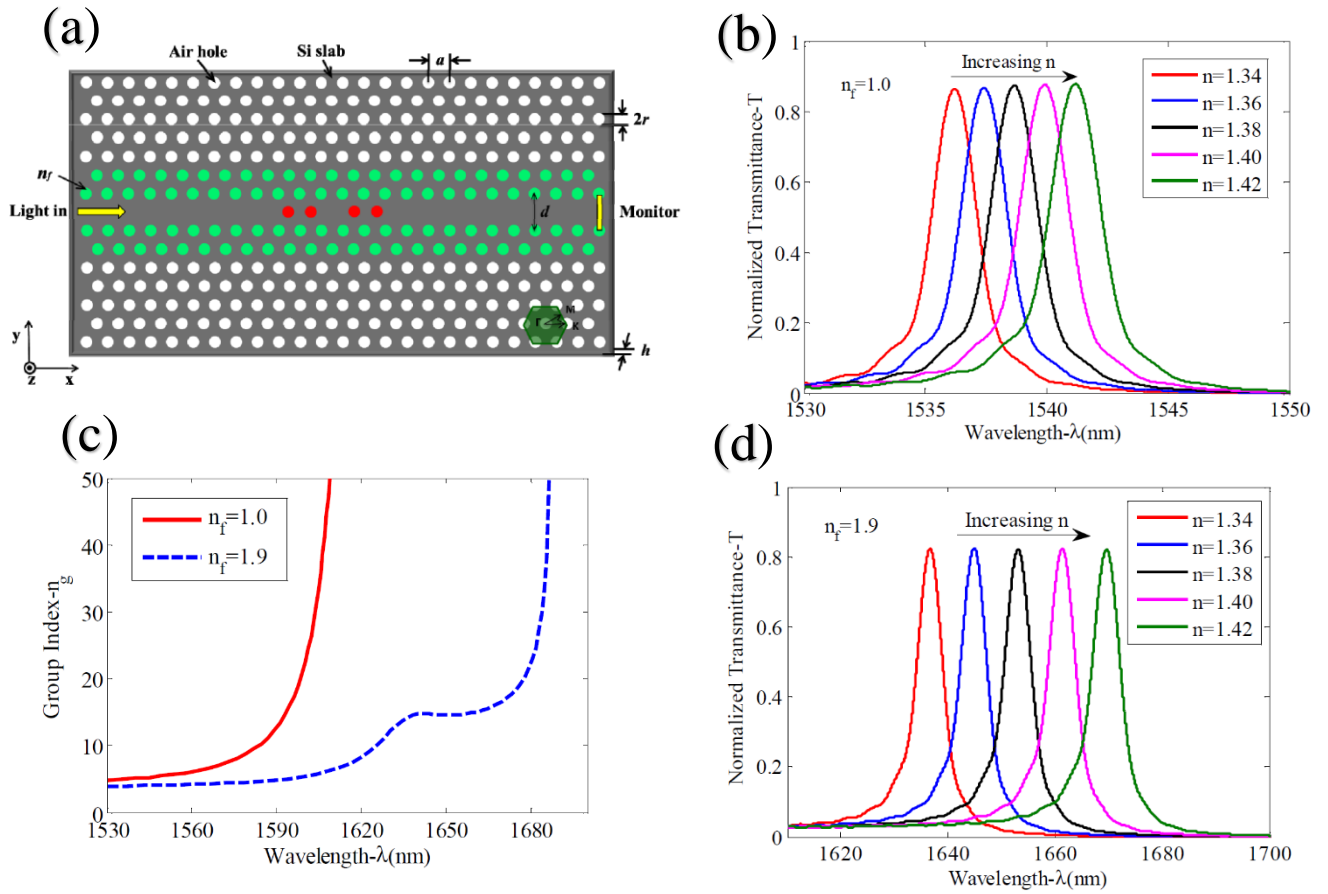 (a)
Air hole
Si slab
a
2r
n_f
Light in
d
Monitor
M
Γ
K
y
z
x
h
(b)
1
0.8
0.6
0.4
0.2
0
Normalized Transmittance-T
n_f=1.0
Increasing n
n=1.34
n=1.36
n=1.38
n=1.40
n=1.42
1530
1535
1540
1545
1550
Wavelength-λ(nm)
(c)
50
40
30
20
10
0
Group Index-n_g
n_f=1.0
n_f=1.9
1530
1560
1590
1620
1650
1680
Wavelength-λ(nm)
(d)
1
0.8
0.6
0.4
0.2
0
Normalized Transmittance-T
n_f=1.9
Increasing n
n=1.34
n=1.36
n=1.38
n=1.40
n=1.42
1620
1640
1660
1680
1700
Wavelength-λ(nm)